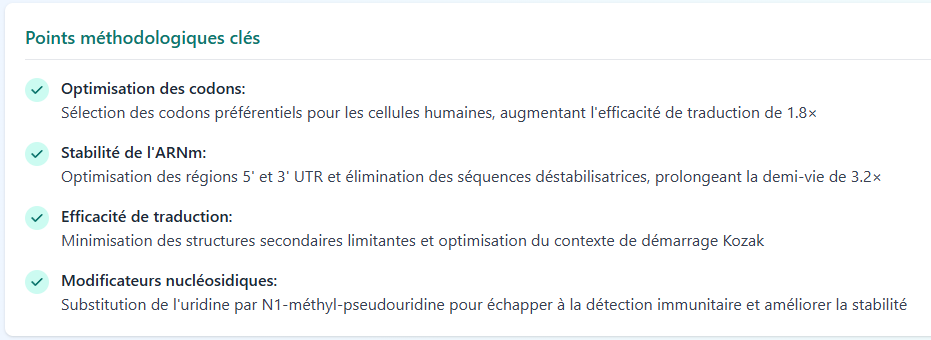 Points méthodologiques clés
Optimisation des codons:
Sélection des codons préférentiels pour les cellules humaines, augmentant l'efficacité de traduction de 1.8×
Stabilité de l'ARNm:
Optimisation des régions 5' et 3' UTR et élimination des séquences déstabilisatrices, prolongeant la demi-vie de 3.2×
Efficacité de traduction:
Minimisation des structures secondaires limitantes et optimisation du contexte de démarrage Kozak
Modificateurs nucléosidiques:
Substitution de l'uridine par N1-méthyl-pseudouridine pour échapper à la détection immunitaire et améliorer la stabilité